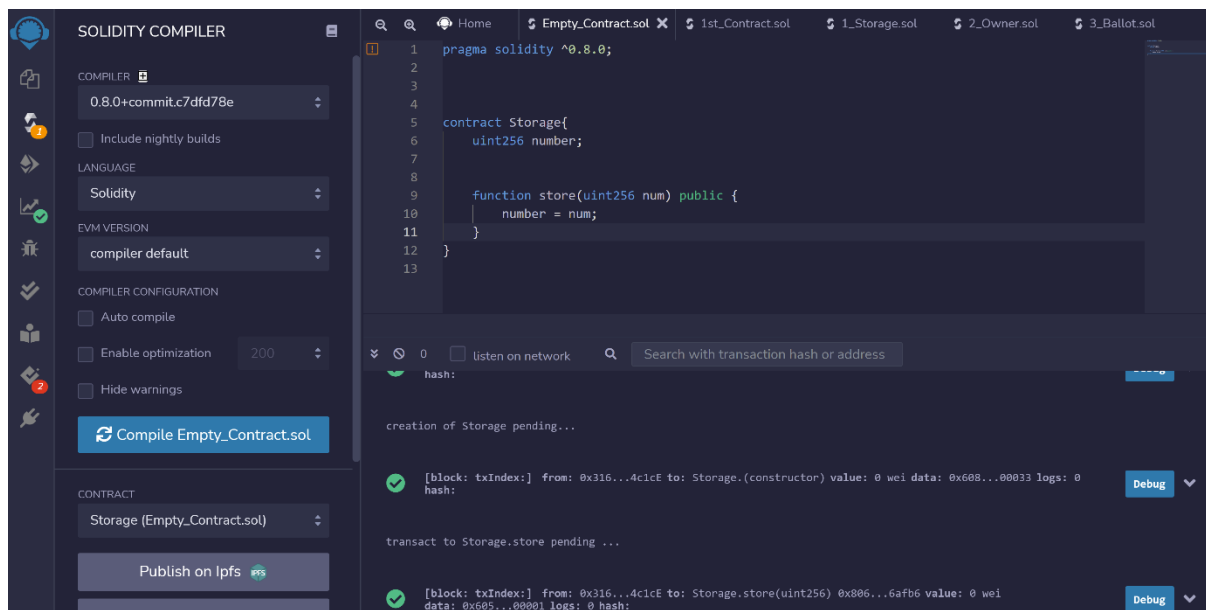 SOLIDITY COMPILER
COMPILER
0.8.0+commit.c7dfd78e
Include nightly builds
LANGUAGE
Solidity
EVM VERSION
compiler default
COMPILER CONFIGURATION
Auto compile
Enable optimization 200
Hide warnings
Compile Empty_Contract.sol
CONTRACT
Storage (Empty_Contract.sol)
Publish on Ipfs IPFS
1
2
Home Empty_Contract.sol 1st_Contract.sol 1_Storage.sol 2_Owner.sol 3_Ballot.sol
1 pragma solidity ^0.8.0;
2
3
4
5 contract Storage{
6 uint256 number;
7
8
9 function store(uint256 num) public {
10 number = num;
11 }
12 }
13
0 listen on network Search with transaction hash or address
hash:
creation of Storage pending...
[block: txIndex:] from: 0x316...4c1cE to: Storage.(constructor) value: 0 wei data: 0x608...00033 logs: 0 Debug
hash:
transact to Storage.store pending ...
[block: txIndex:] from: 0x316...4c1cE to: Storage.store(uint256) 0x806...6afb6 value: 0 wei Debug
data: 0x605...00001 logs: 0 hash: